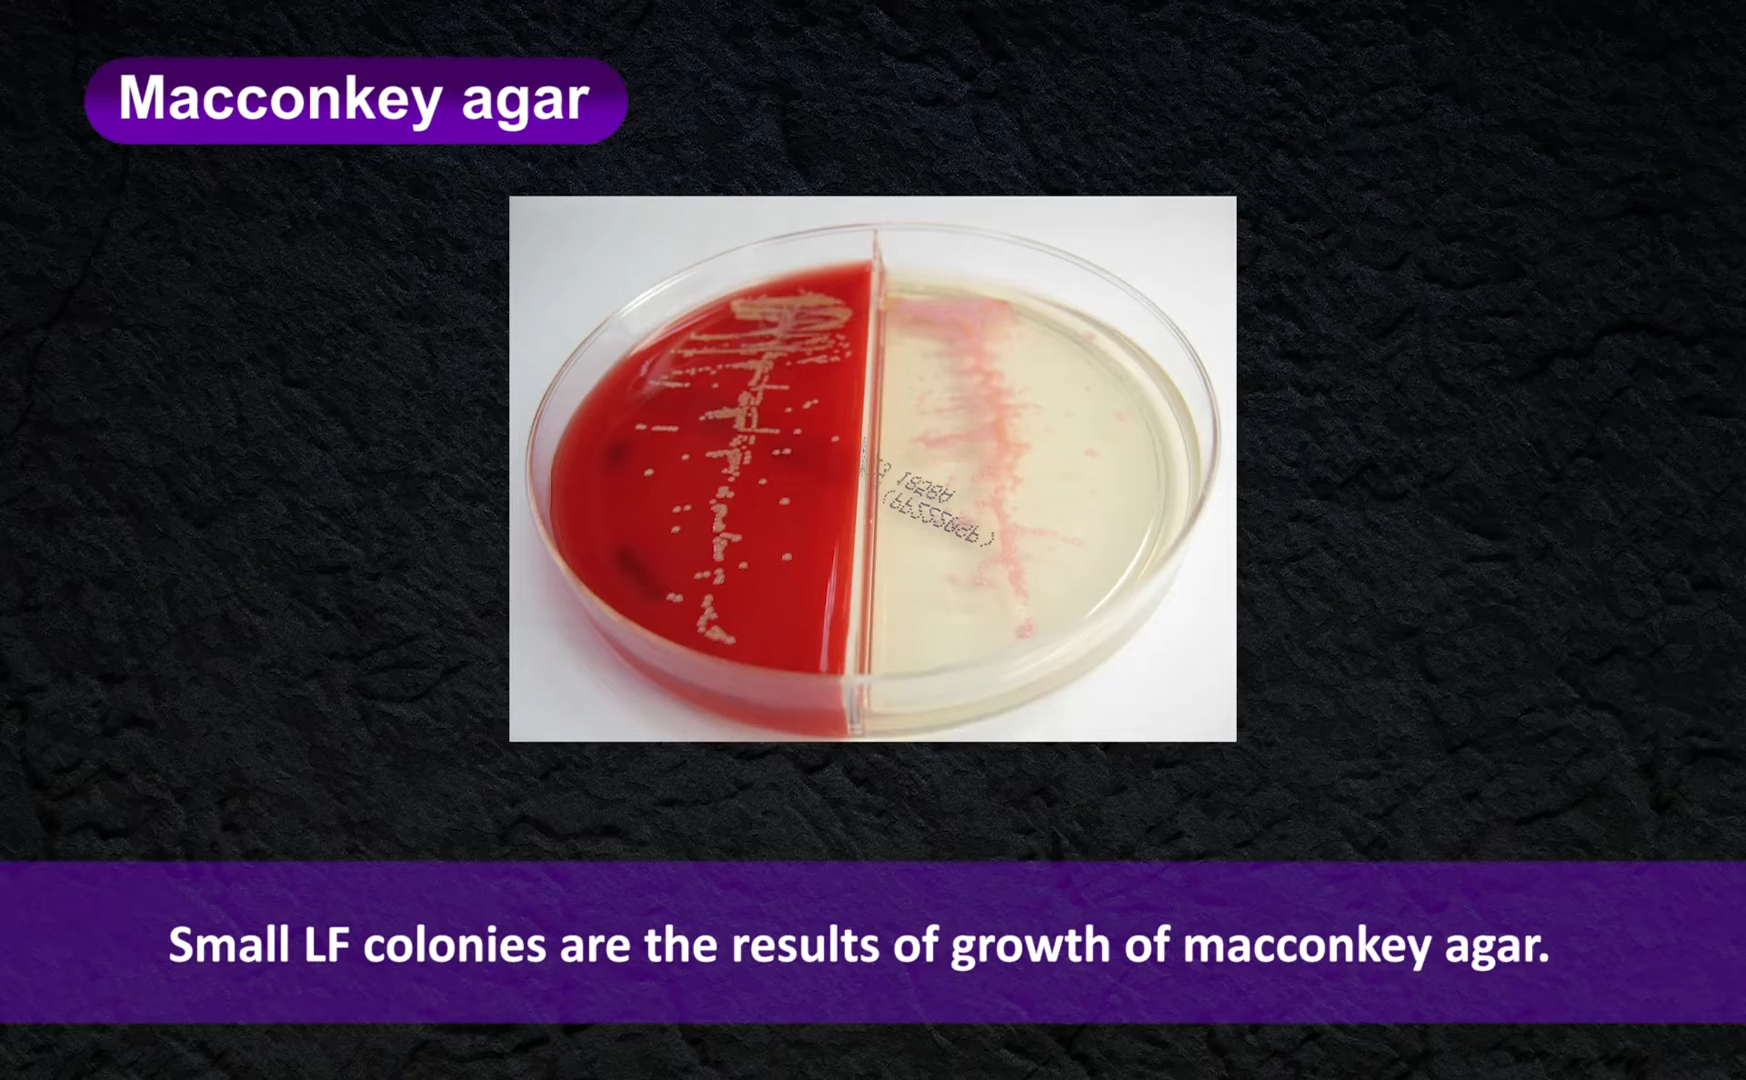 Macconkey agar
Small LF colonies are the results of growth of macconkey agar.